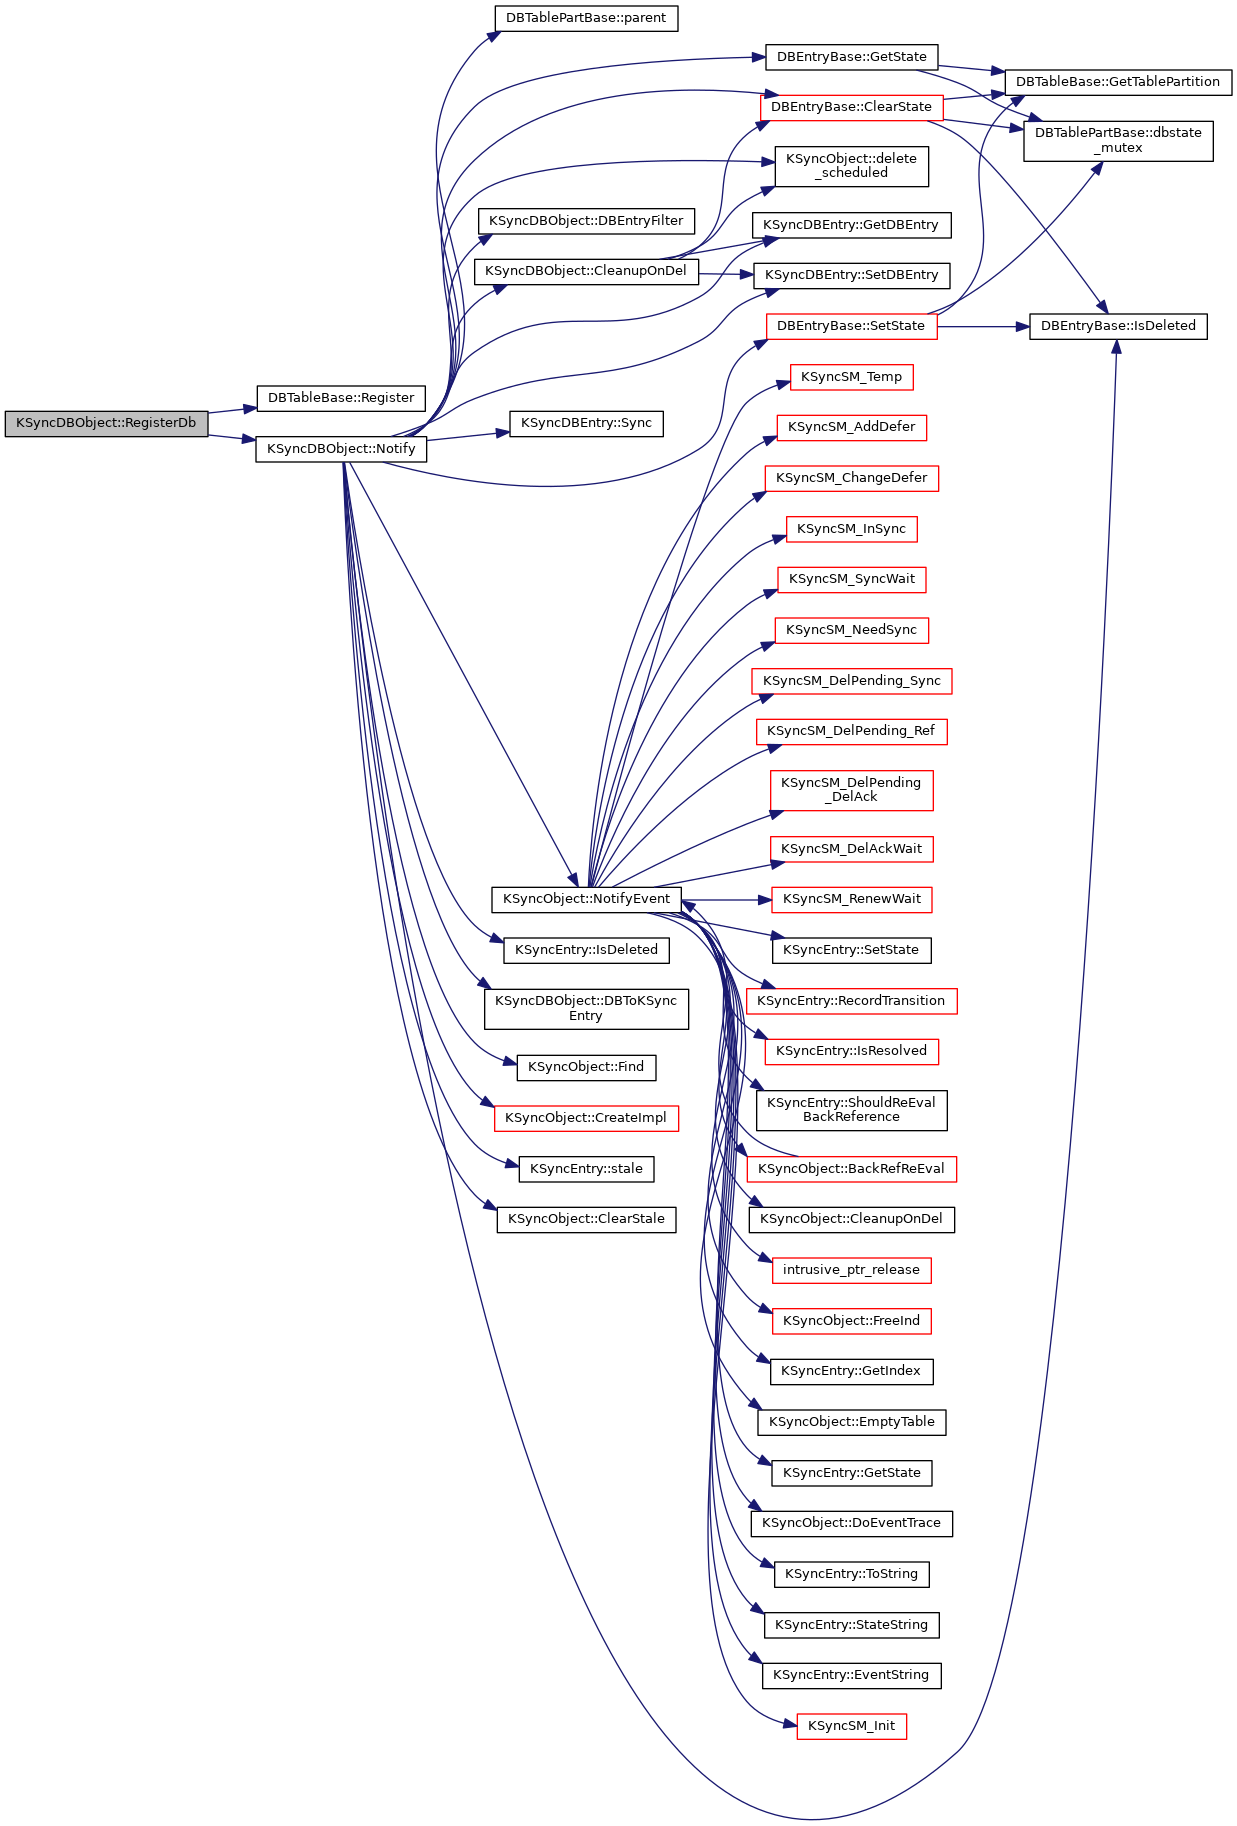 DBTablePartBase::parent
DBEntryBase::GetState
DBTableBase::GetTablePartition
DBEntryBase::ClearState
DBTablePartBase::dbstate
_mutex
KSyncObject::delete
_scheduled
KSyncDBObject::DBEntryFilter
KSyncDBEntry::GetDBEntry
KSyncDBObject::CleanupOnDel
KSyncDBEntry::SetDBEntry
DBEntryBase::SetState
DBEntryBase::IsDeleted
KSyncSM_Temp
DBTableBase::Register
KSyncDBObject::RegisterDb
KSyncDBEntry::Sync
KSyncSM_AddDefer
KSyncDBObject::Notify
KSyncSM_ChangeDefer
KSyncSM_InSync
KSyncSM_SyncWait
KSyncSM_NeedSync
KSyncSM_DelPending_Sync
KSyncSM_DelPending_Ref
KSyncSM_DelPending
_DelAck
KSyncSM_DelAckWait
KSyncObject::NotifyEvent
KSyncSM_RenewWait
KSyncEntry::IsDeleted
KSyncEntry::SetState
KSyncDBObject::DBToKSync
Entry
KSyncEntry::RecordTransition
KSyncEntry::IsResolved
KSyncObject::Find
KSyncEntry::ShouldReEval
BackReference
KSyncObject::CreateImpl
KSyncEntry::stale
KSyncObject::BackRefReEval
KSyncObject::ClearStale
KSyncObject::CleanupOnDel
intrusive_ptr_release
KSyncObject::FreeInd
KSyncEntry::GetIndex
KSyncObject::EmptyTable
KSyncEntry::GetState
KSyncObject::DoEventTrace
KSyncEntry::ToString
KSyncEntry::StateString
KSyncEntry::EventString
KSyncSM_Init